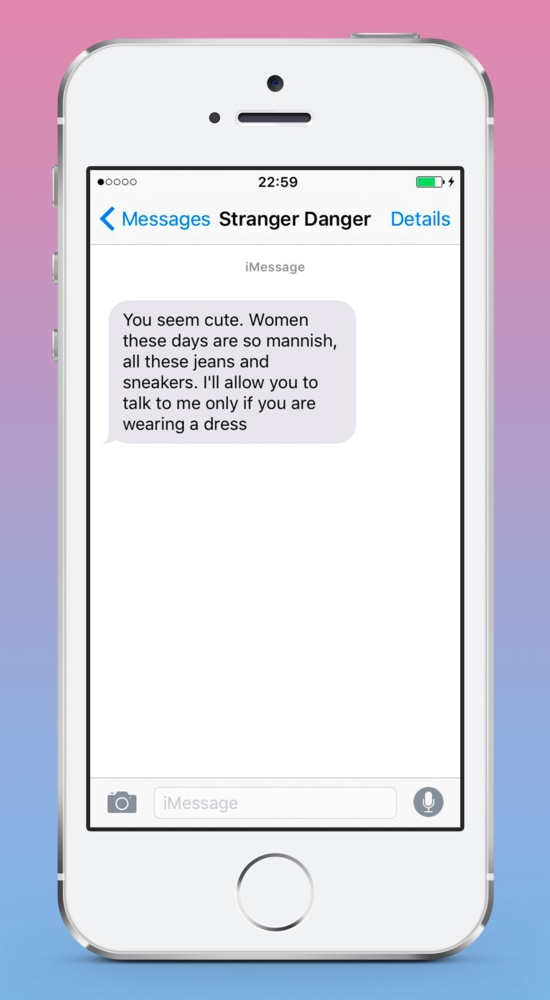 22:59
Messages Stranger Danger Details
iMessage
You seem cute. Women
these days are so mannish,
all these jeans and
sneakers. I'll allow you to
talk to me only if you are
wearing a dress
iMessage